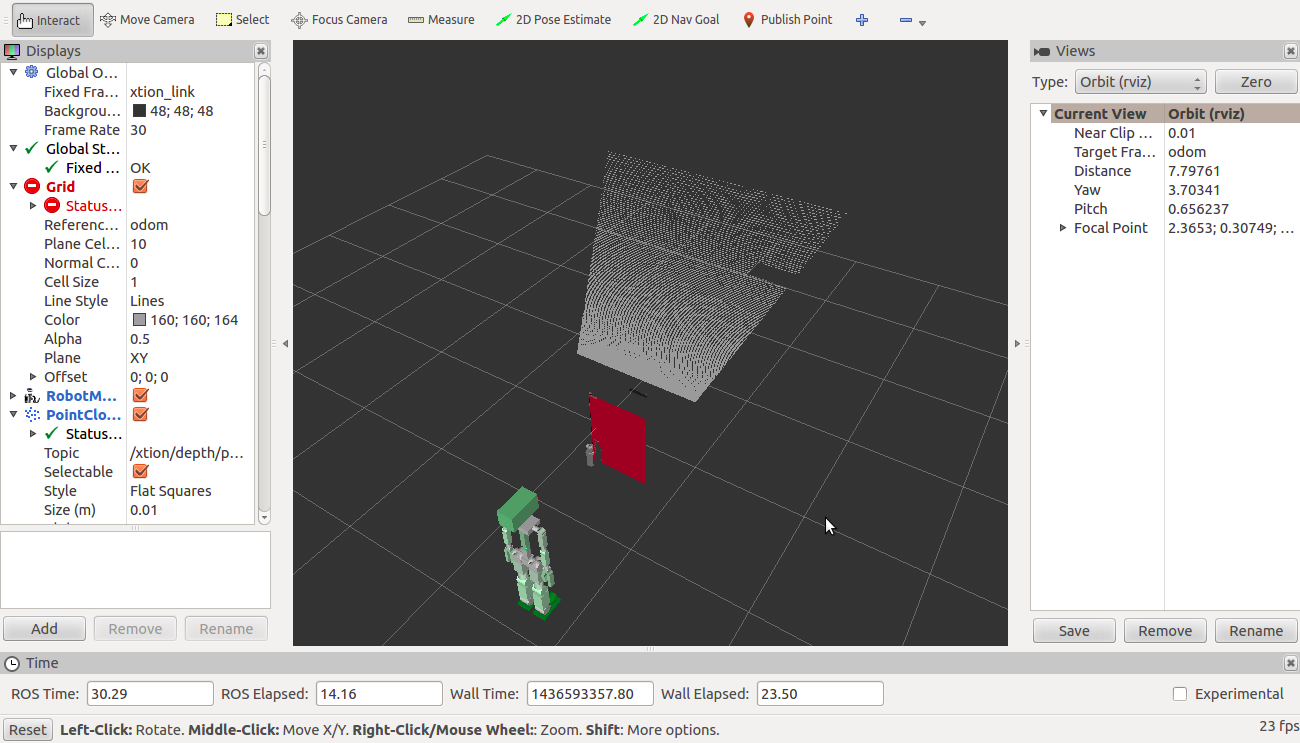 Interact Move Camera Select Focus Camera Measure 2D Pose Estimate 2D Nav Goal Publish Point
Displays
Global O...
Fixed Fra... xtion_link
Backgrou... 48; 48; 48
Frame Rate 30
Global St...
Fixed ... OK
Grid
Status...
Referenc... odom
Plane Cel... 10
Normal C... 0
Cell Size 1
Line Style Lines
Color 160; 160; 164
Alpha 0.5
Plane XY
Offset 0; 0; 0
RobotM...
PointClo...
Status...
Topic /xtion/depth/p...
Selectable
Style Flat Squares
Size (m) 0.01
Add Remove Rename
Views
Type: Orbit (rviz) Zero
Current View Orbit (rviz)
Near Clip ... 0.01
Target Fra... odom
Distance 7.79761
Yaw 3.70341
Pitch 0.656237
Focal Point 2.3653; 0.30749; ...
Save Remove Rename
Time
ROS Time: 30.29 ROS Elapsed: 14.16 Wall Time: 1436593357.80 Wall Elapsed: 23.50 Experimental
Reset Left-Click: Rotate. Middle-Click: Move X/Y. Right-Click/Mouse Wheel:: Zoom. Shift: More options. 23 fps